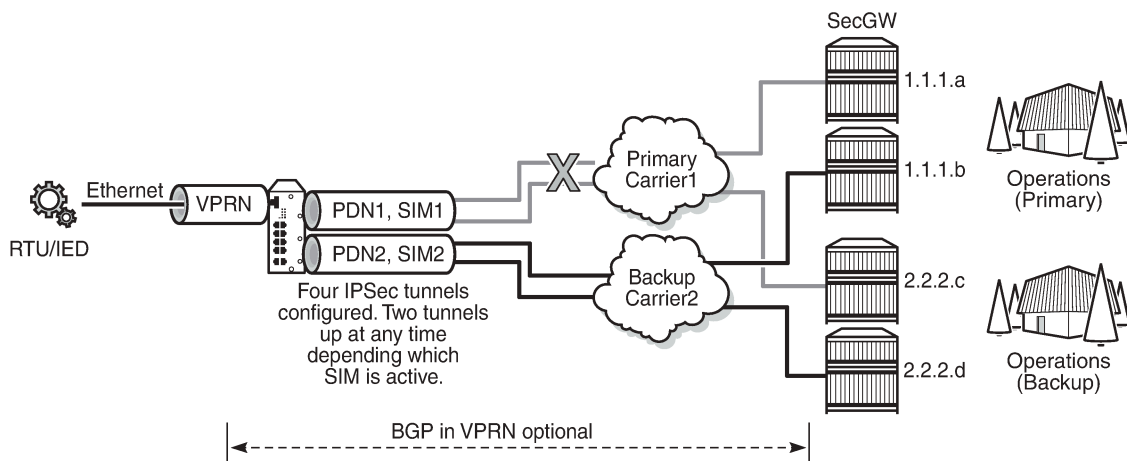 SecGW
1.1.1.a
1.1.1.b
Operations
(Primary)
Primary
Carrier1
X
Ethernet
VPRN
PDN1, SIM1
RTU/IED
PDN2, SIM2
Backup
Carrier2
2.2.2.c
Four IPSec tunnels
configured. Two tunnels
up at any time
depending which
SIM is active.
2.2.2.d
Operations
(Backup)
BGP in VPRN optional